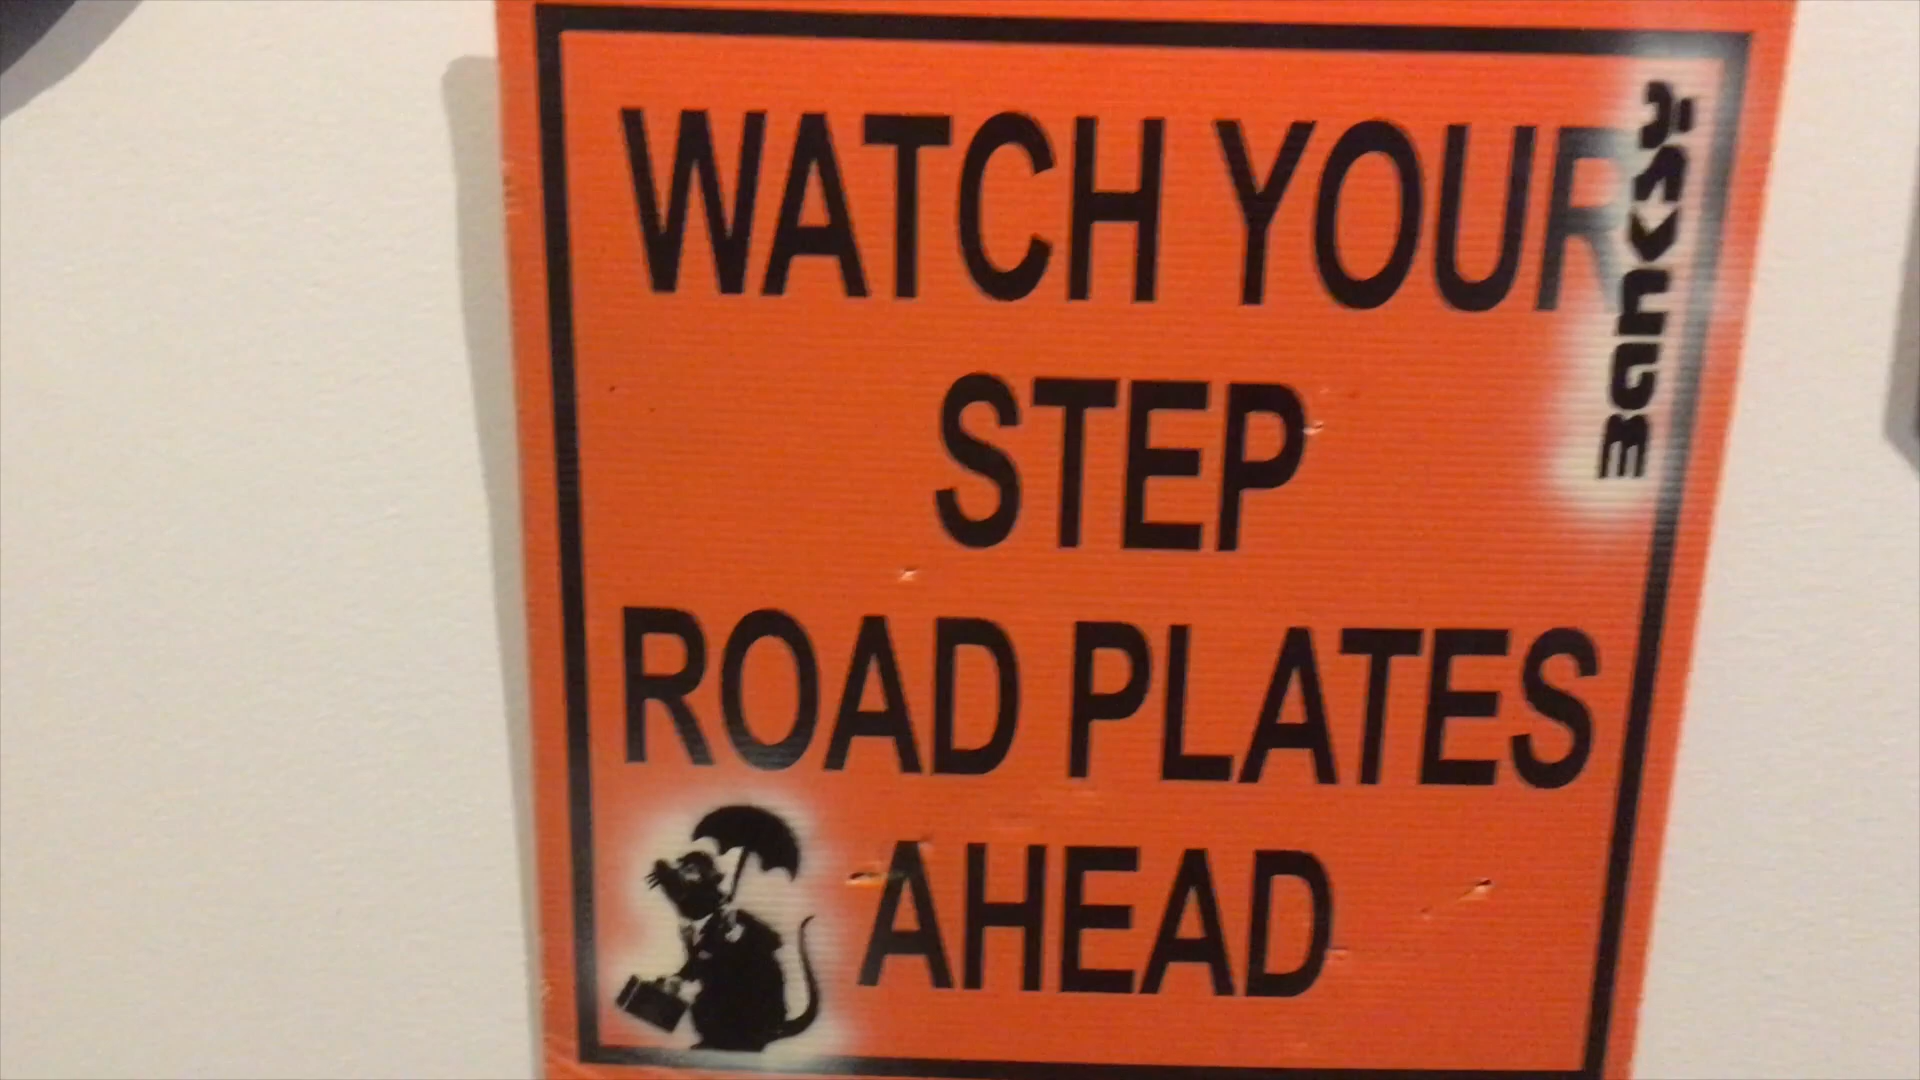 WATCH YOUR
STEP
ROAD PLATES
AHEAD
BANKSY